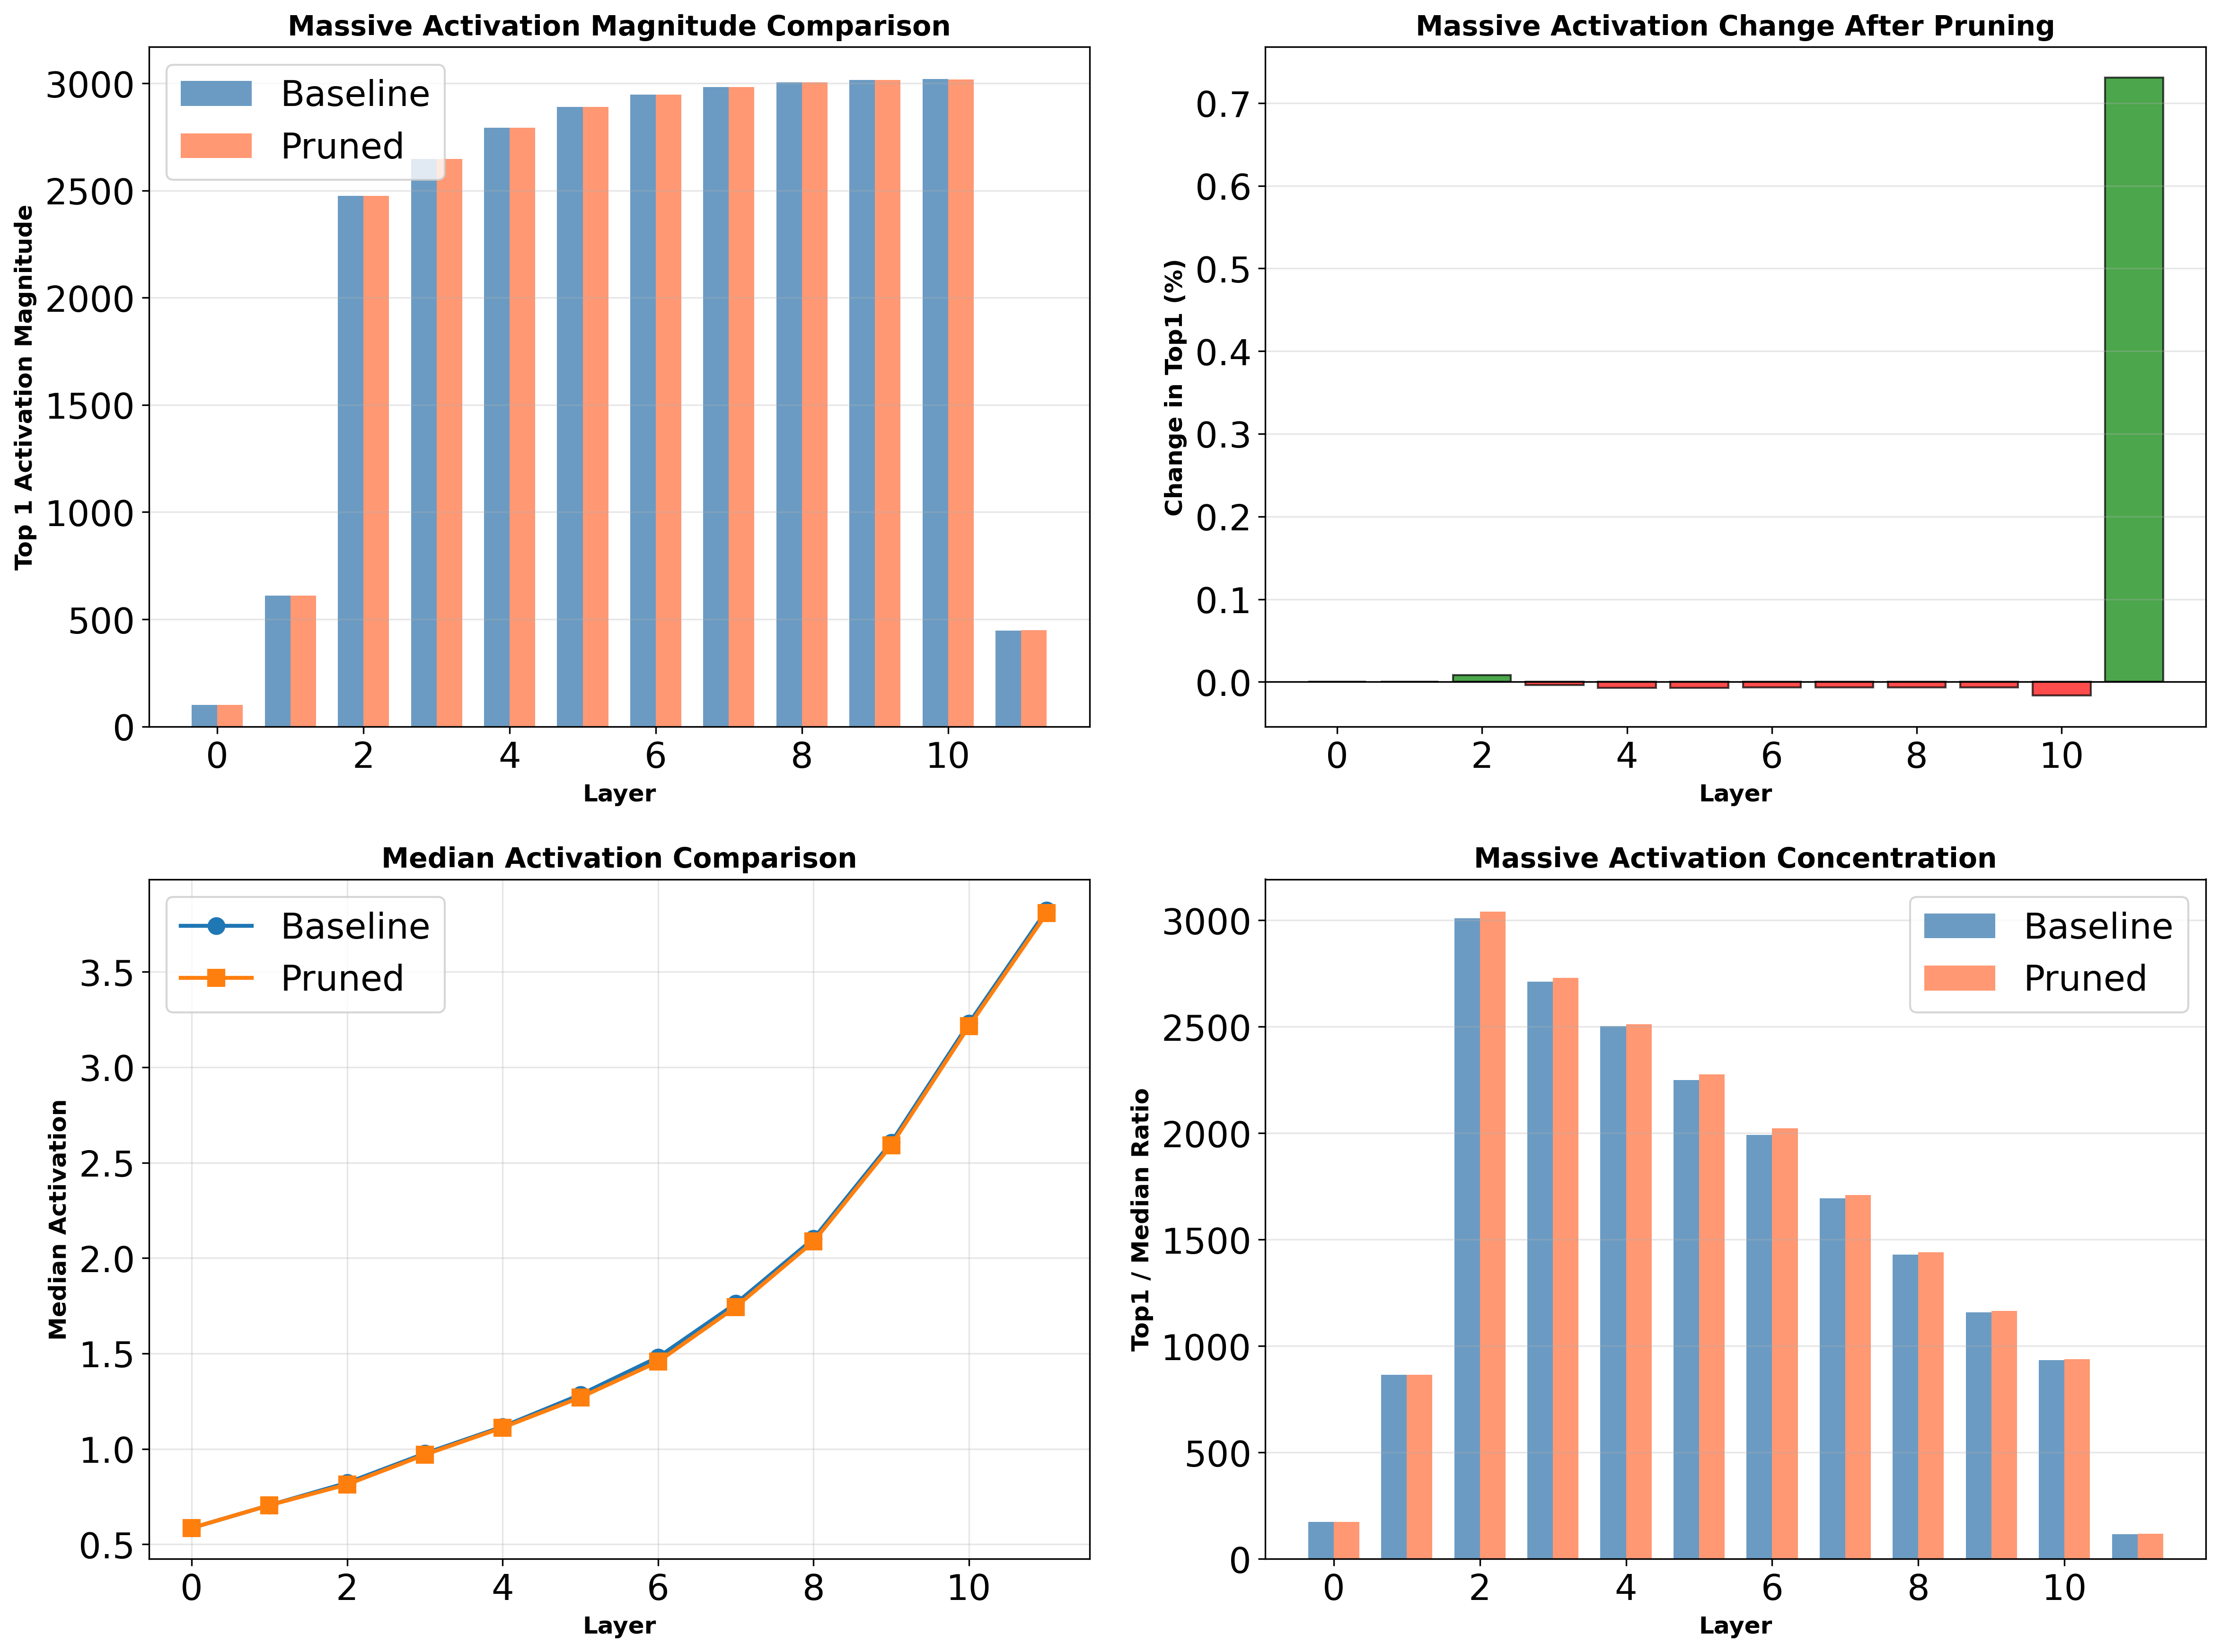 Massive Activation Magnitude Comparison
Top 1 Activation Magnitude
3000
2500
2000
1500
1000
500
0
Baseline
Pruned
0 2 4 6 8 10
Layer
Massive Activation Change After Pruning
Change in Top1 (%)
0.7
0.6
0.5
0.4
0.3
0.2
0.1
0.0
0 2 4 6 8 10
Layer
Median Activation Comparison
Median Activation
3.5
3.0
2.5
2.0
1.5
1.0
0.5
Baseline
Pruned
0 2 4 6 8 10
Layer
Massive Activation Concentration
Top1 / Median Ratio
3000
2500
2000
1500
1000
500
0
Baseline
Pruned
0 2 4 6 8 10
Layer